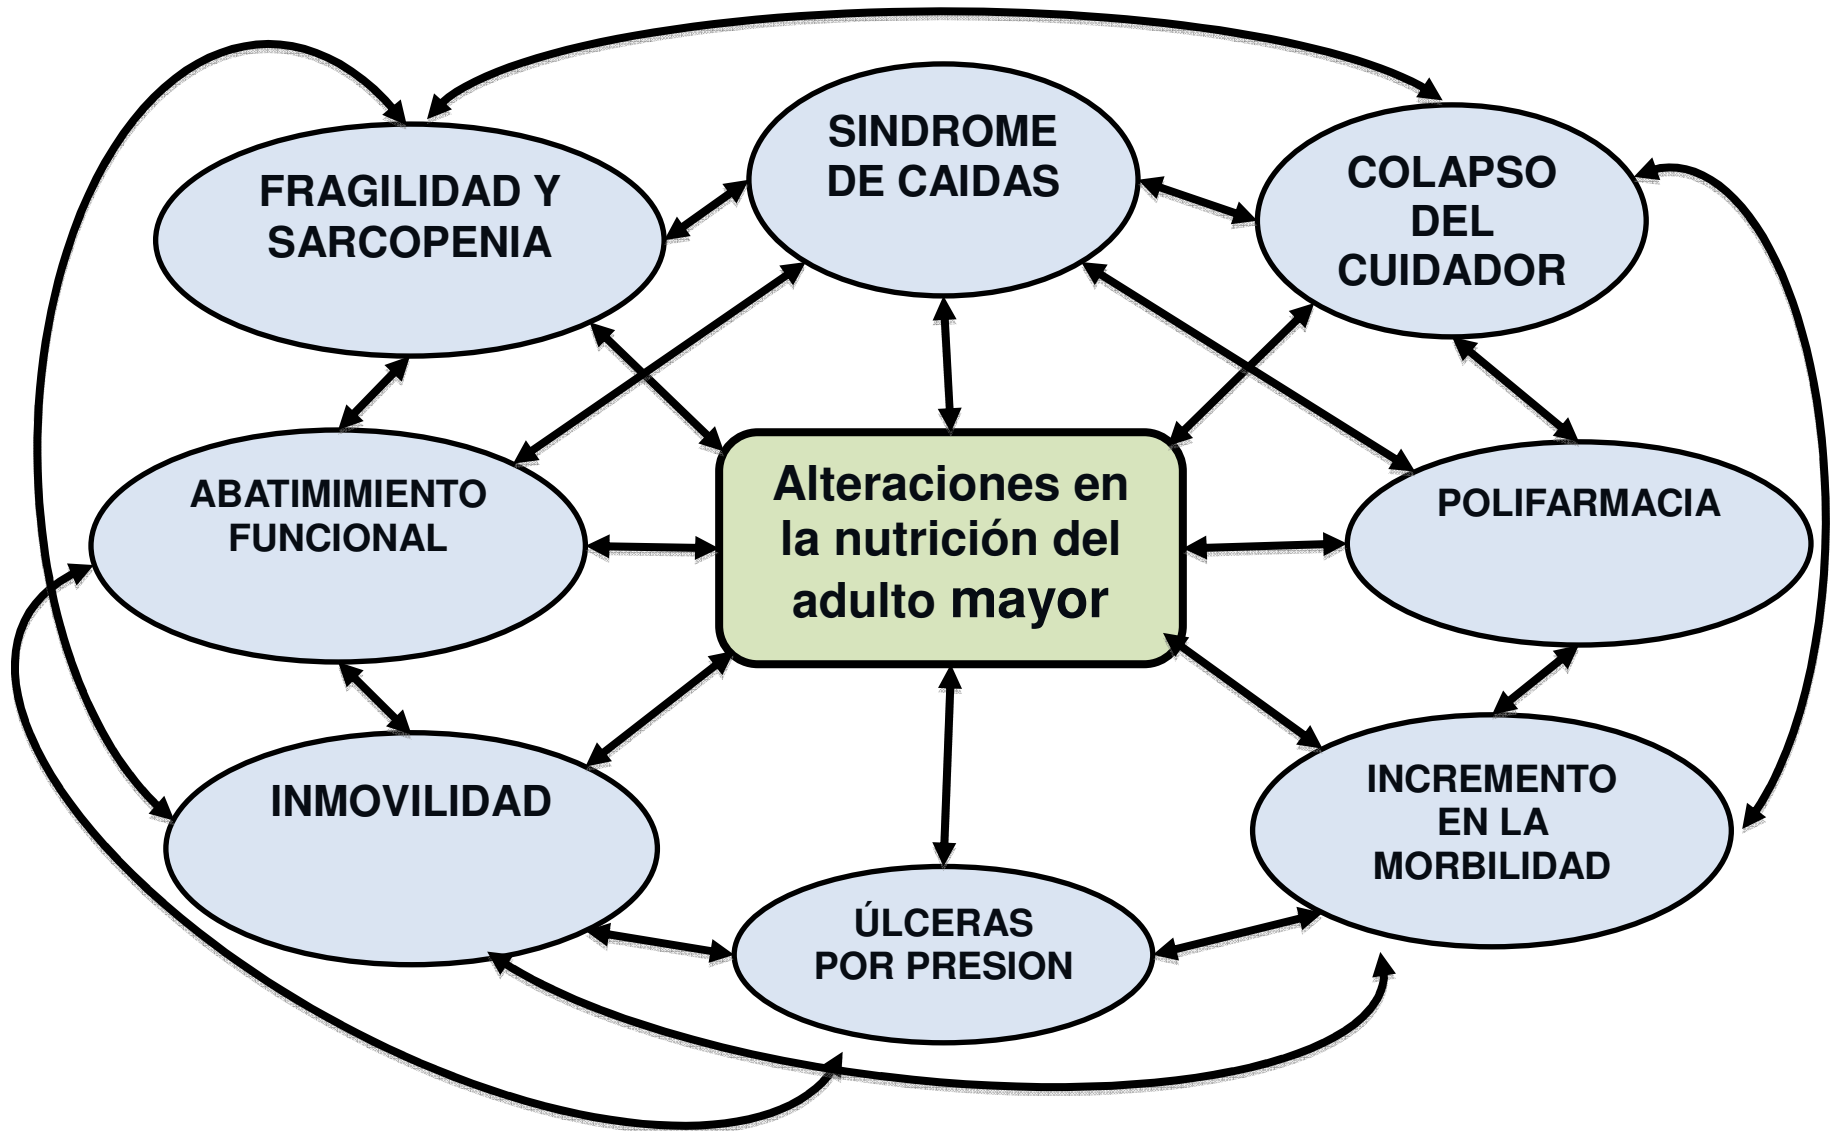 SINDROME
DE CAIDAS
FRAGILIDAD Y
SARCOPENIA
COLAPSO
DEL
CUIDADOR
ABATIMIMIENTO
FUNCIONAL
Alteraciones en
la nutrición del
adulto mayor
POLIFARMACIA
INMOVILIDAD
INCREMENTO
EN LA
MORBILIDAD
ÚLCERAS
POR PRESION